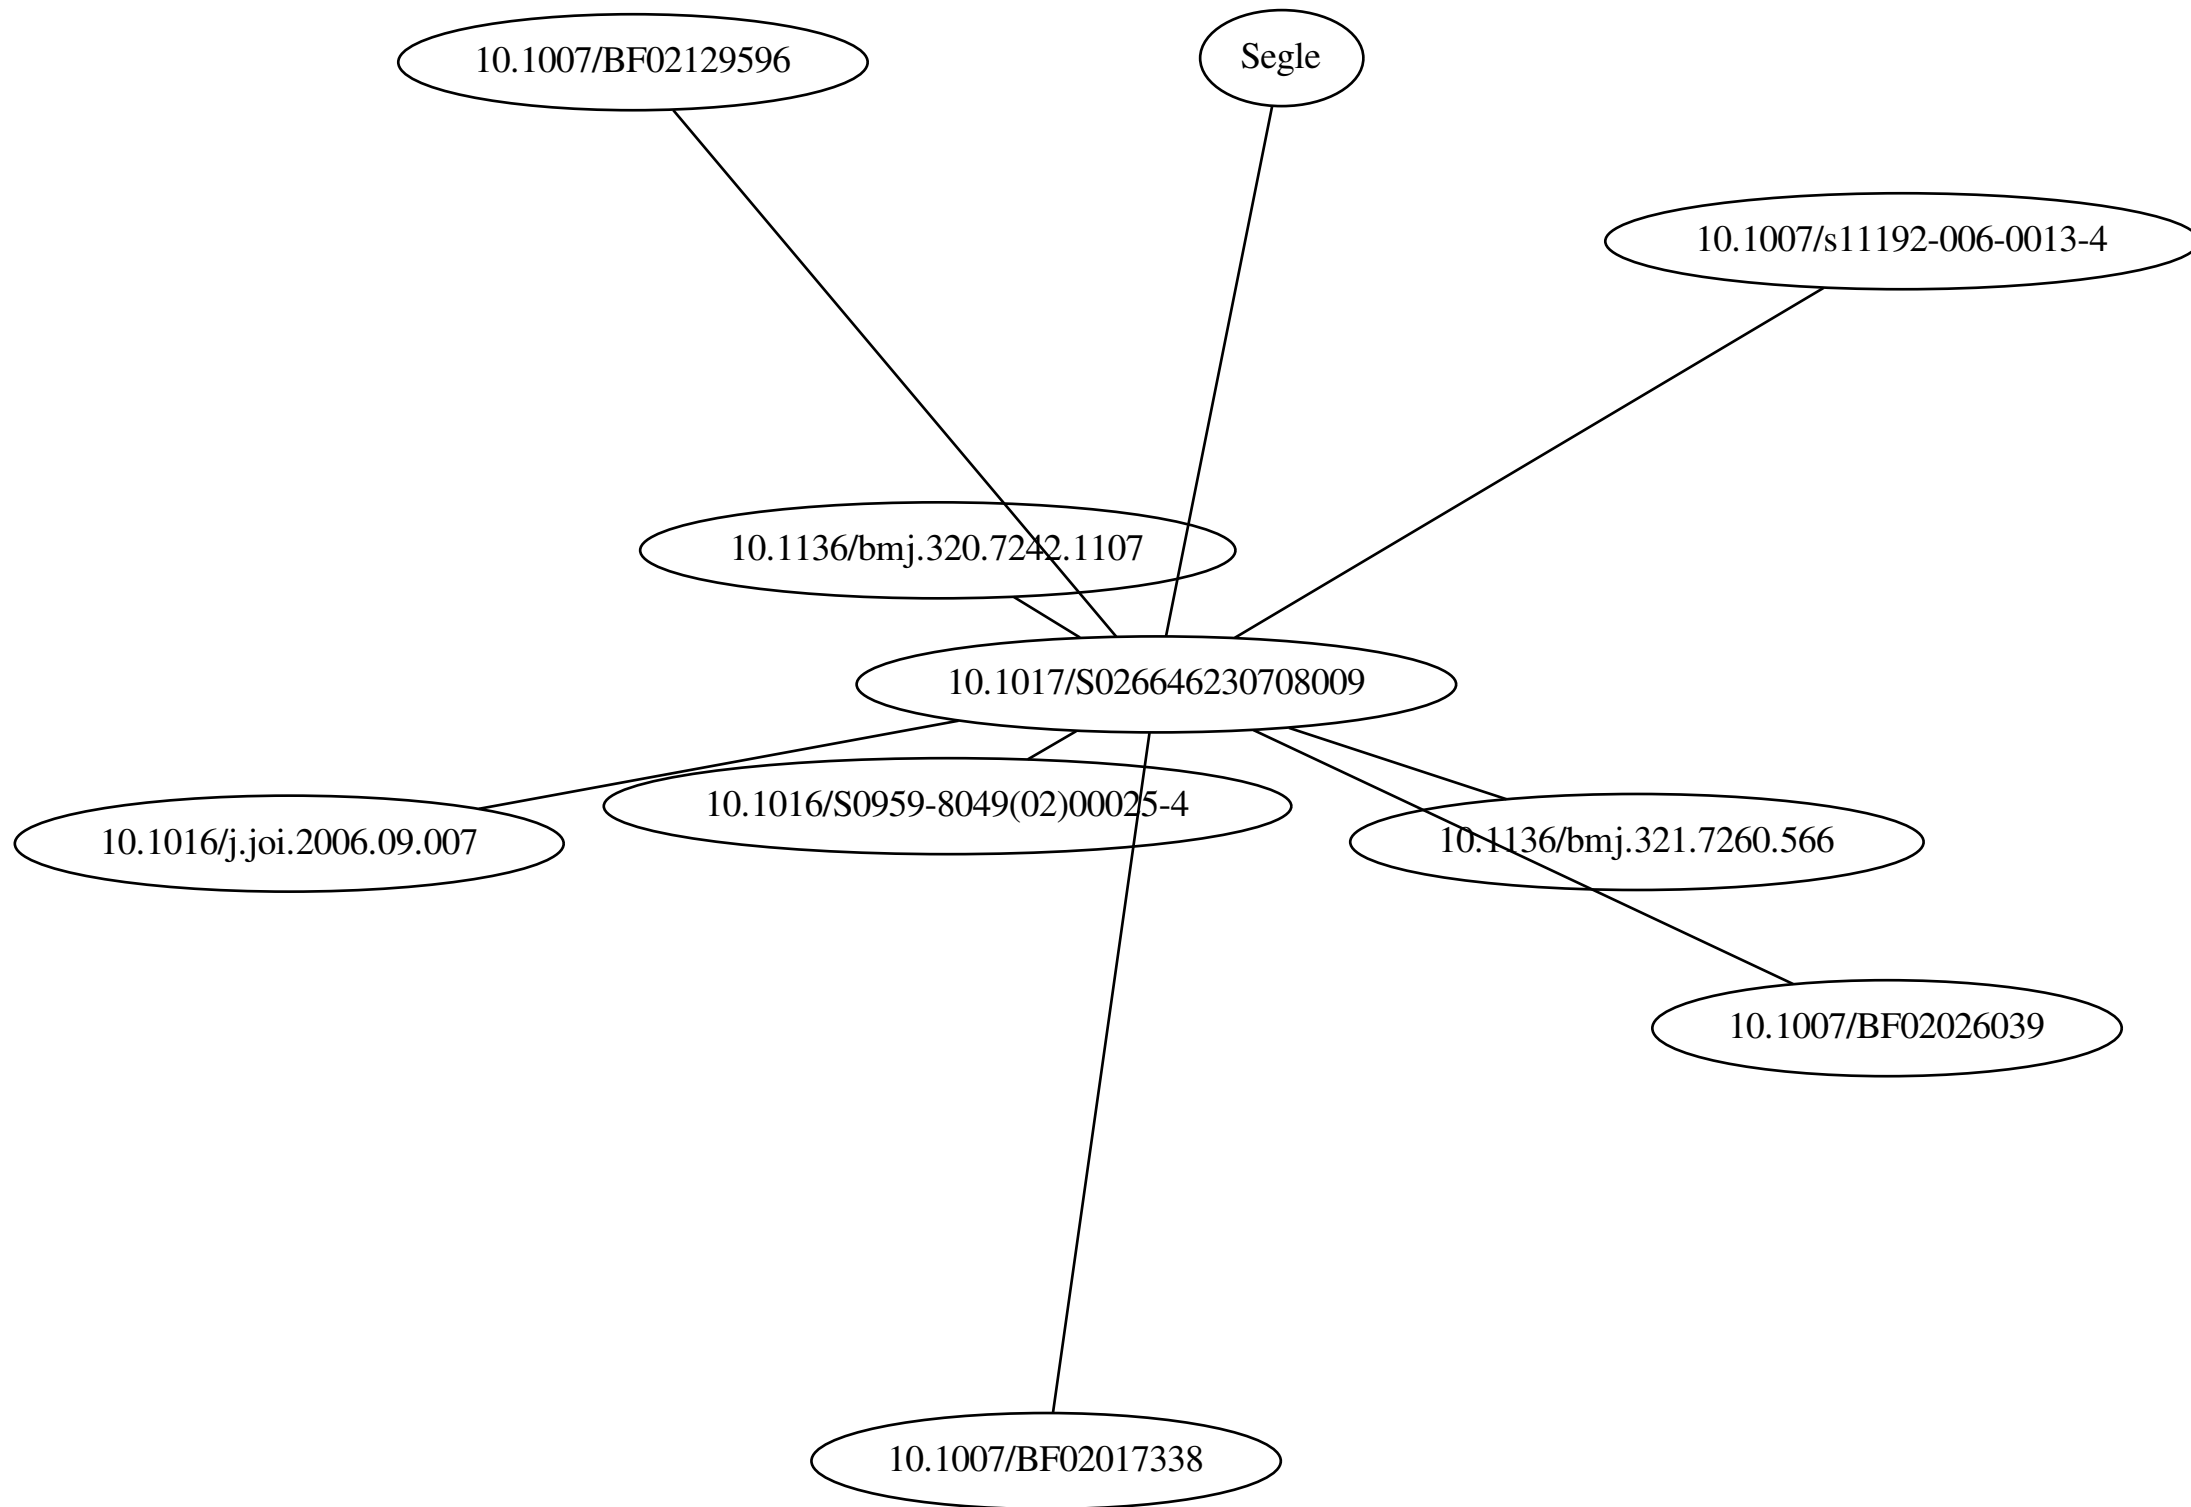 10.1007/BF02129596
Segle
10.1007/s11192-006-0013-4
10.1136/bmj.320.7242.1107
10.1017/S026646230708009
10.1016/S0959-8049(02)00025-4
10.1016/j.joi.2006.09.007
10.1136/bmj.321.7260.566
10.1007/BF02026039
10.1007/BF02017338